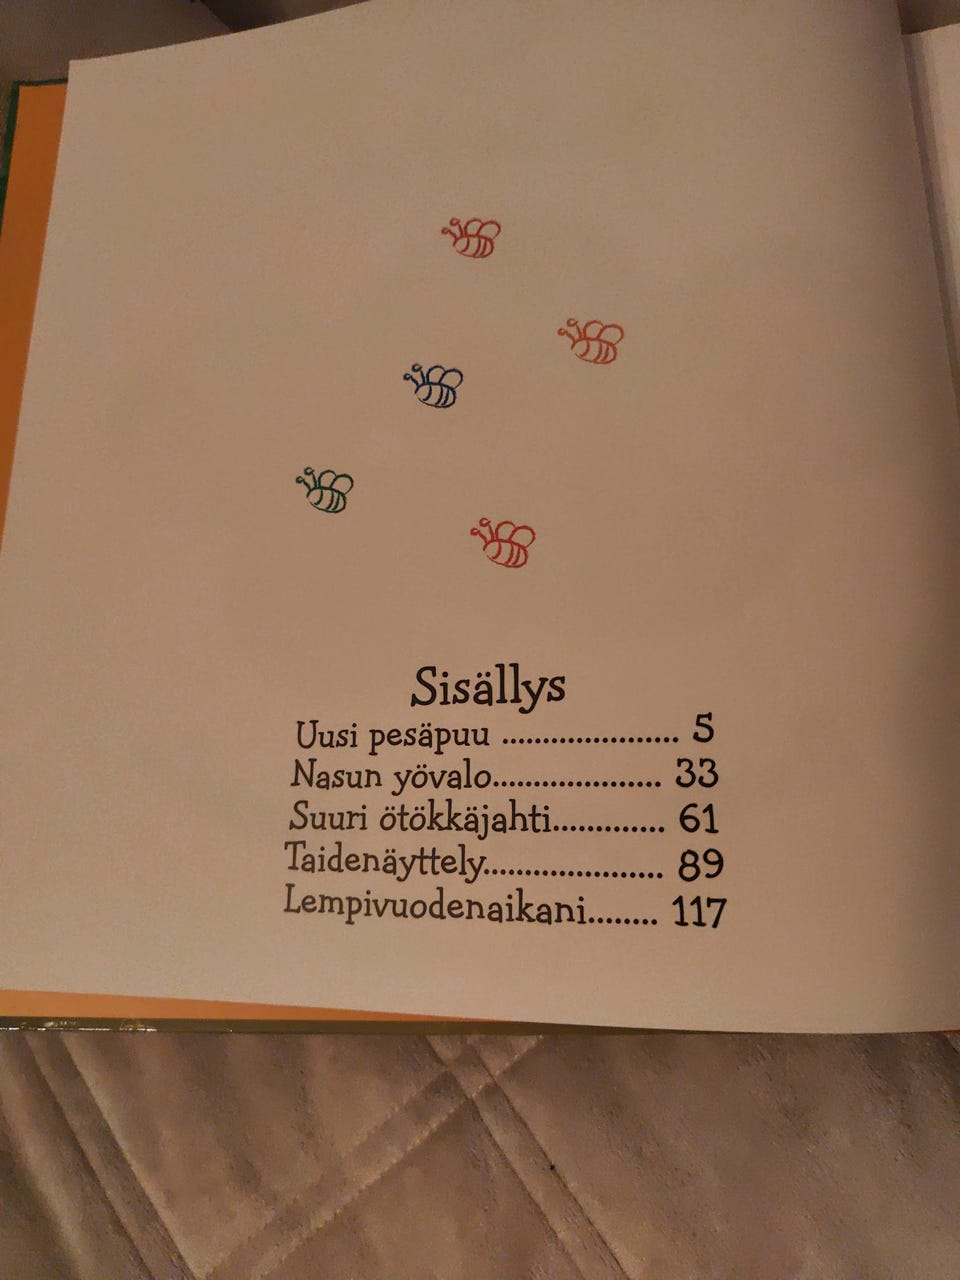 Sisällys
Uusi pesäpuu ...................... 5
Nasun yövalo..................... 33
Suuri ötökkäjahti.............. 61
Taidenäyttely...................... 89
Lempivuodenaikani........ 117